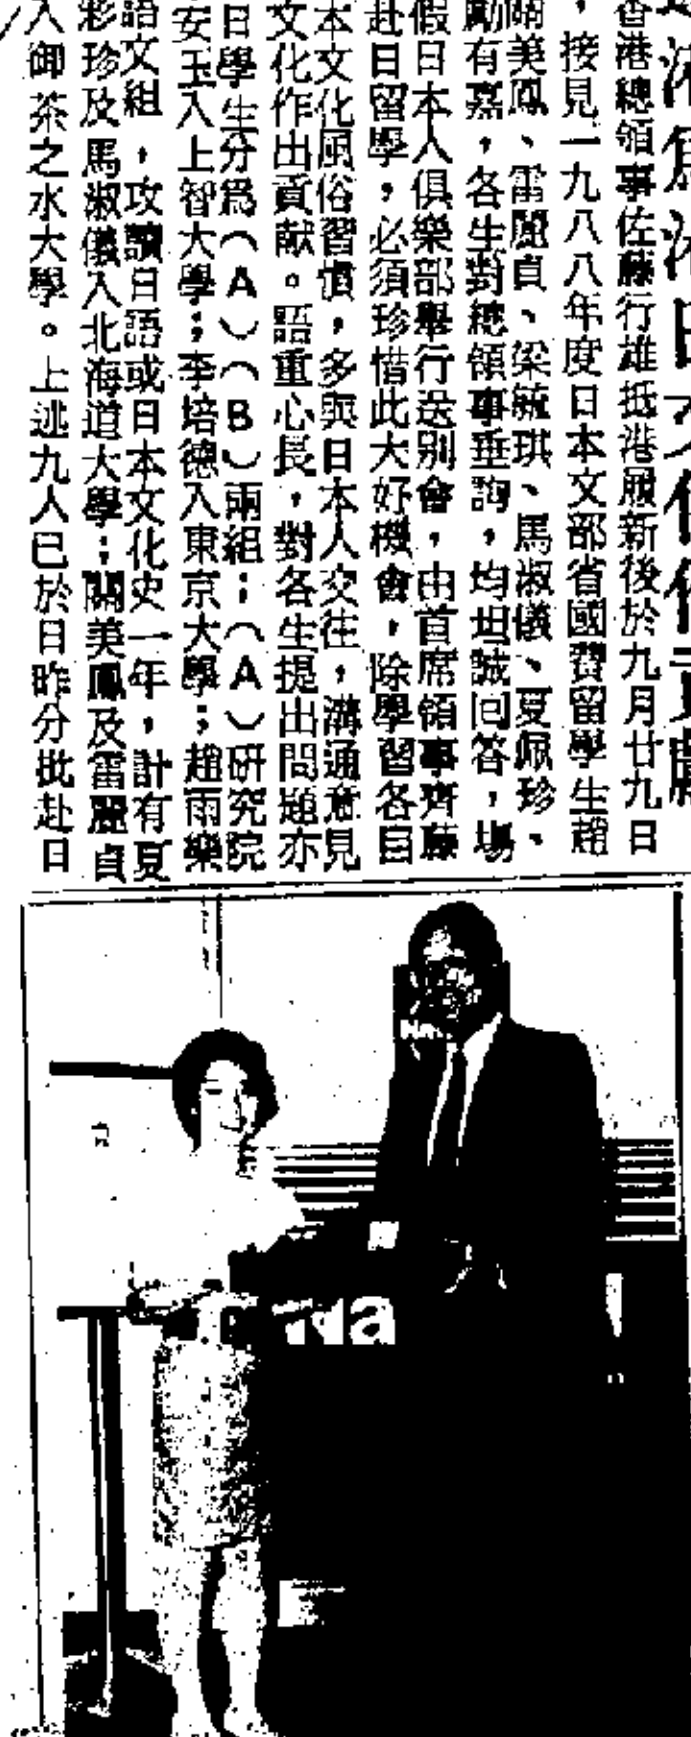 香港總領事佐藤行雄抵港履新後於九月廿九日
，接見一九八八年度日本文部省國費留學生趙
關美鳳、雷麗貞、梁毓琪、馬淑儀、夏佩珍、
勵有嘉，各生對總領事垂詢，均坦誠回答，場
假日本人俱樂部舉行送別會，由首席領事齊藤
赴日留學，必須珍惜此大好機會，除學習各自
本文化風俗習慣，多與日本人交往，溝通意見
文化作出貢献。語重心長，對各生提出問題亦
日學生分爲（A）（B）兩組；（A）研究院
安玉入上智大學；李培德入東京大學；趙雨樂
語文組，攻讀日語或日本文化史一年，計有夏
彩珍及馬淑儀入北海道大學；關美鳳及雷麗貞
入御茶之水大學。上述九人已於日昨分批赴日